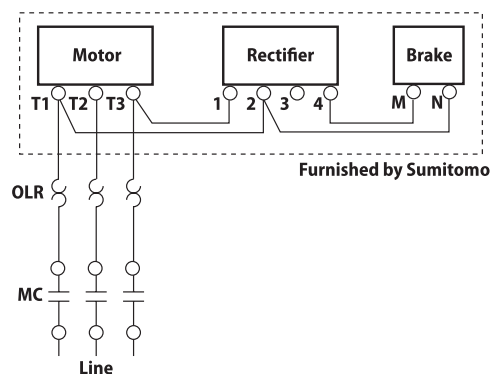 Motor Rectifier Brake
T1 T2 T3 1 2 3 4 M N
Furnished by Sumitomo
OLR
MC
Line